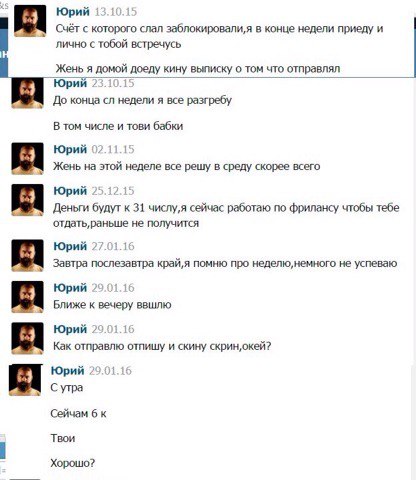 Юрий 13.10.15
Счёт с которого слал заблокировали,я в конце недели приеду и
лично с тобой встречусь
Жень я домой доеду кину выписку о том что отправлял
Юрий 23.10.15
До конца сл недели я все разгребу
В том числе и тови бабки
Юрий 02.11.15
Жень на этой неделе все решу в среду скорее всего
Юрий 25.12.15
Деньги будут к 31 числу,я сейчас работаю по фрилансу чтобы тебе
отдать,раньше не получится
Юрий 27.01.16
Завтра послезавтра край,я помню про неделю,немного не успеваю
Юрий 29.01.16
Ближе к вечеру ввшлю
Юрий 29.01.16
Как отправлю отпишу и скину скрин,окей?
Юрий 29.01.16
С утра
Сейчам 6 к
Твои
Хорошо?